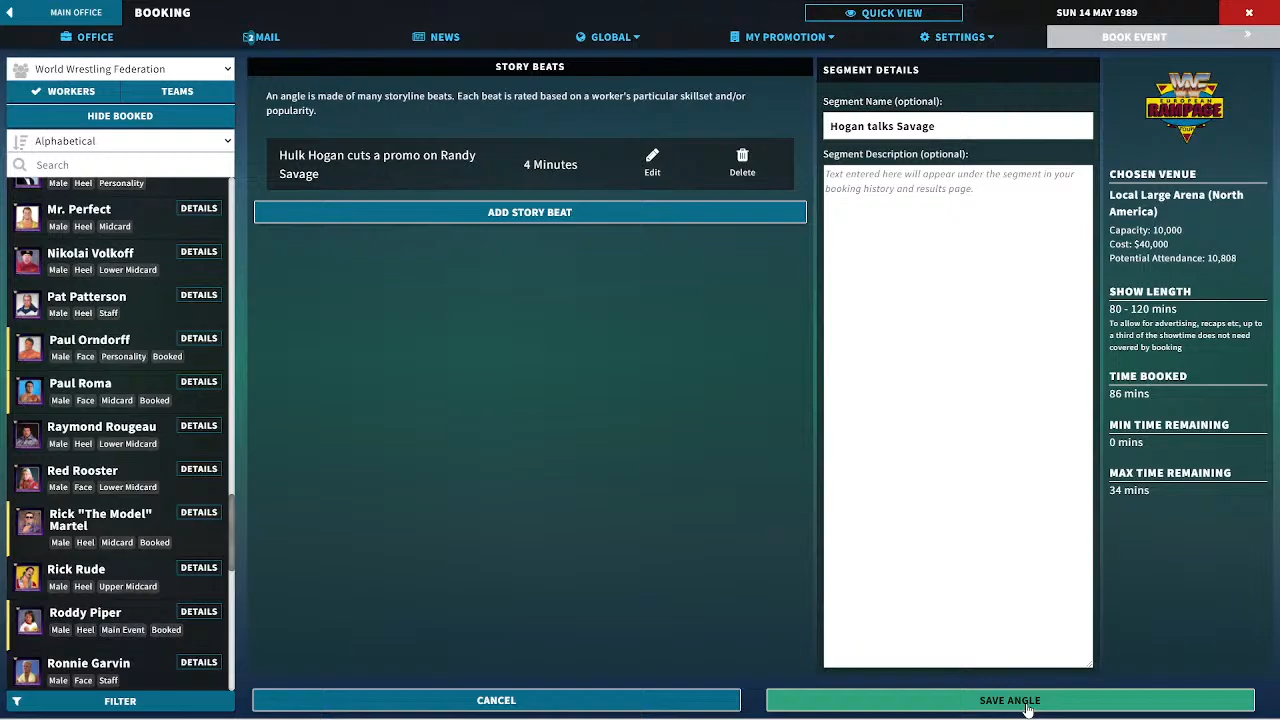 MAIN OFFICE
BOOKING
QUICK VIEW
SUN 14 MAY 1989
OFFICE
2 MAIL
NEWS
GLOBAL
MY PROMOTION
SETTINGS
BOOK EVENT
World Wrestling Federation
WORKERS
TEAMS
HIDE BOOKED
Alphabetical
Search
Male Heel Personality
Mr. Perfect
DETAILS
Male Heel Midcard
Nikolai Volkoff
DETAILS
Male Heel Lower Midcard
Pat Patterson
DETAILS
Male Heel Staff
Paul Orndorff
DETAILS
Male Face Personality Booked
Paul Roma
DETAILS
Male Face Midcard Booked
Raymond Rougeau
DETAILS
Male Heel Lower Midcard
Red Rooster
DETAILS
Male Face Lower Midcard
Rick "The Model"
Martel
DETAILS
Male Heel Midcard Booked
Rick Rude
DETAILS
Male Heel Upper Midcard
Roddy Piper
DETAILS
Male Heel Main Event Booked
Ronnie Garvin
DETAILS
Male Face Staff
FILTER
STORY BEATS
An angle is made of many storyline beats. Each beat is rated based on a worker's particular skillset and/or
popularity.
Hulk Hogan cuts a promo on Randy
Savage
4 Minutes
Edit
Delete
ADD STORY BEAT
CANCEL
SEGMENT DETAILS
Segment Name (optional):
Hogan talks Savage
Segment Description (optional):
Text entered here will appear under the segment in your
booking history and results page.
SAVE ANGLE
EUROPEAN
RAMPAGE
TOUR
CHOSEN VENUE
Local Large Arena (North
America)
Capacity: 10,000
Cost: $40,000
Potential Attendance: 10,808
SHOW LENGTH
80 - 120 mins
To allow for advertising, recaps etc, up to
a third of the showtime does not need
covered by booking
TIME BOOKED
86 mins
MIN TIME REMAINING
0 mins
MAX TIME REMAINING
34 mins